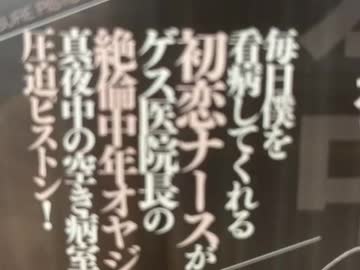 毎日僕を
看病してくれる
初恋ナースが
ゲス医院長の
絶倫中年オヤジ
真夜中の空き病室
圧迫ピストン!